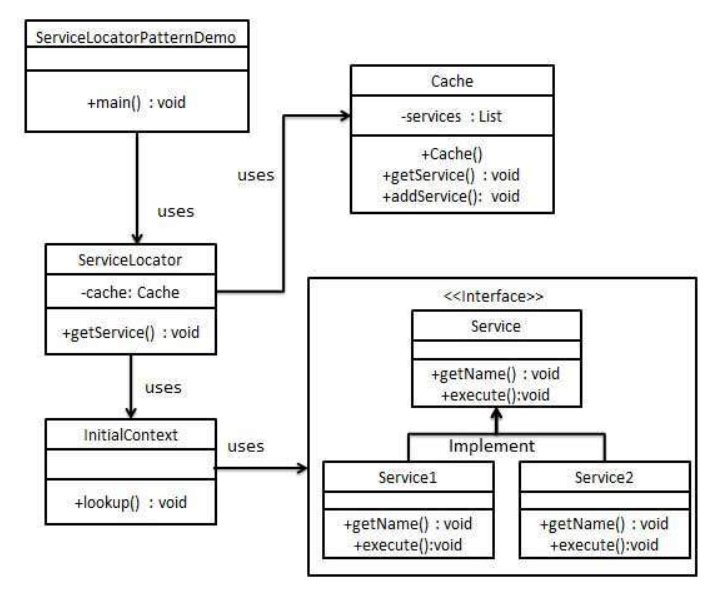 ServiceLocatorPatternDemo
+main() : void
uses
Cache
-services : List
+Cache()
+getService() : void
+addService(): void
uses
ServiceLocator
-cache: Cache
+getService() : void
uses
InitialContext
+lookup() : void
uses
<<Interface>>
Service
+getName() : void
+execute():void
Implement
Service1
+getName() : void
+execute():void
Service2
+getName() : void
+execute():void